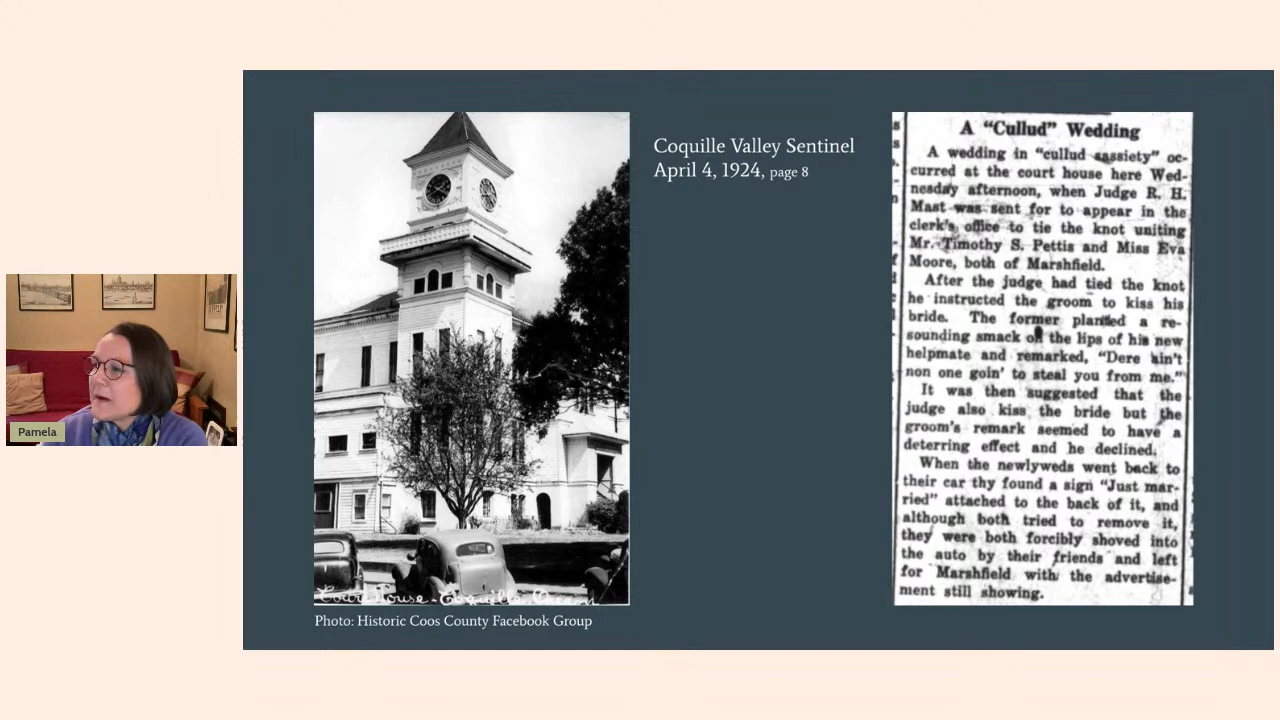 Pamela
Court House - Coquille, Oregon
Photo: Historic Coos County Facebook Group
Coquille Valley Sentinel
April 4, 1924, page 8
A “Cullud” Wedding
A wedding in “cullud sassiety” oc-
curred at the court house here Wed-
nesday afternoon, when Judge R. H.
Mast was sent for to appear in the
clerk's office to tie the knot uniting
Mr. Timothy S. Pettis and Miss Eva
Moore, both of Marshfield.
After the judge had tied the knot
he instructed the groom to kiss his
bride. The former planted a re-
sounding smack on the lips of his new
helpmate and remarked, “Dere ain't
non one goin' to steal you from me.”
It was then suggested that the
judge also kiss the bride but the
groom's remark seemed to have a
deterring effect and he declined.
When the newlyweds went back to
their car thy found a sign “Just mar-
ried” attached to the back of it, and
although both tried to remove it,
they were both forcibly shoved into
the auto by their friends and left
for Marshfield with the advertise-
ment still showing.